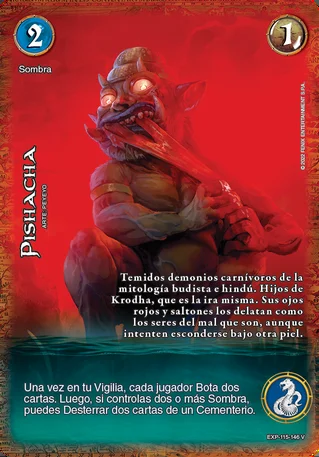 2
1
Sombra
© 2022 FENIX ENTERTAINMENT S.P.A.
PISHACHA
ARTE: PEYEYO
Temidos demonios carnívoros de la
mitología budista e hindú. Hijos de
Krodha, que es la ira misma. Sus ojos
rojos y saltones los delatan como
los seres del mal que son, aunque
intenten esconderse bajo otra piel.
Una vez en tu Vigilia, cada jugador Bota dos
cartas. Luego, si controlas dos o más Sombra,
puedes Desterrar dos cartas de un Cementerio.
EXP-115-146 V